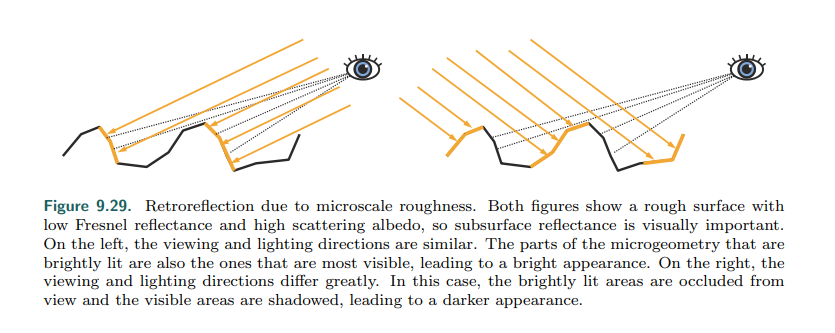 Figure 9.29. Retroreflection due to microscale roughness. Both figures show a rough surface with
low Fresnel reflectance and high scattering albedo, so subsurface reflectance is visually important.
On the left, the viewing and lighting directions are similar. The parts of the microgeometry that are
brightly lit are also the ones that are most visible, leading to a bright appearance. On the right, the
viewing and lighting directions differ greatly. In this case, the brightly lit areas are occluded from
view and the visible areas are shadowed, leading to a darker appearance.